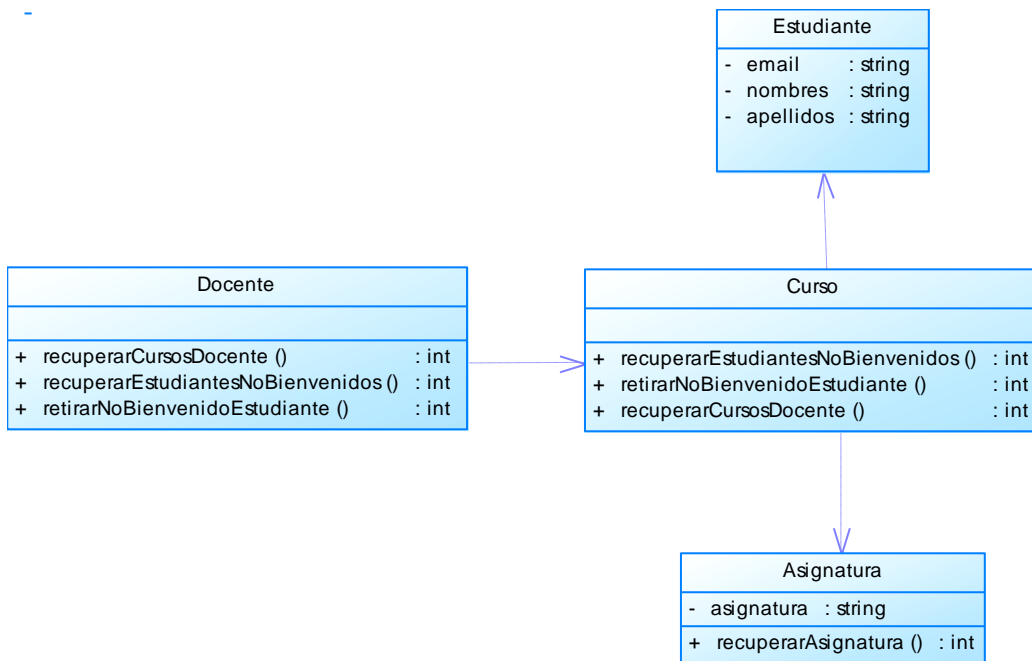 -
Estudiante
- email : string
- nombres : string
- apellidos : string
Docente
+ recuperarCursosDocente () : int
+ recuperarEstudiantesNoBienvenidos () : int
+ retirarNoBienvenidoEstudiante () : int
Curso
+ recuperarEstudiantesNoBienvenidos () : int
+ retirarNoBienvenidoEstudiante () : int
+ recuperarCursosDocente () : int
Asignatura
- asignatura : string
+ recuperarAsignatura () : int